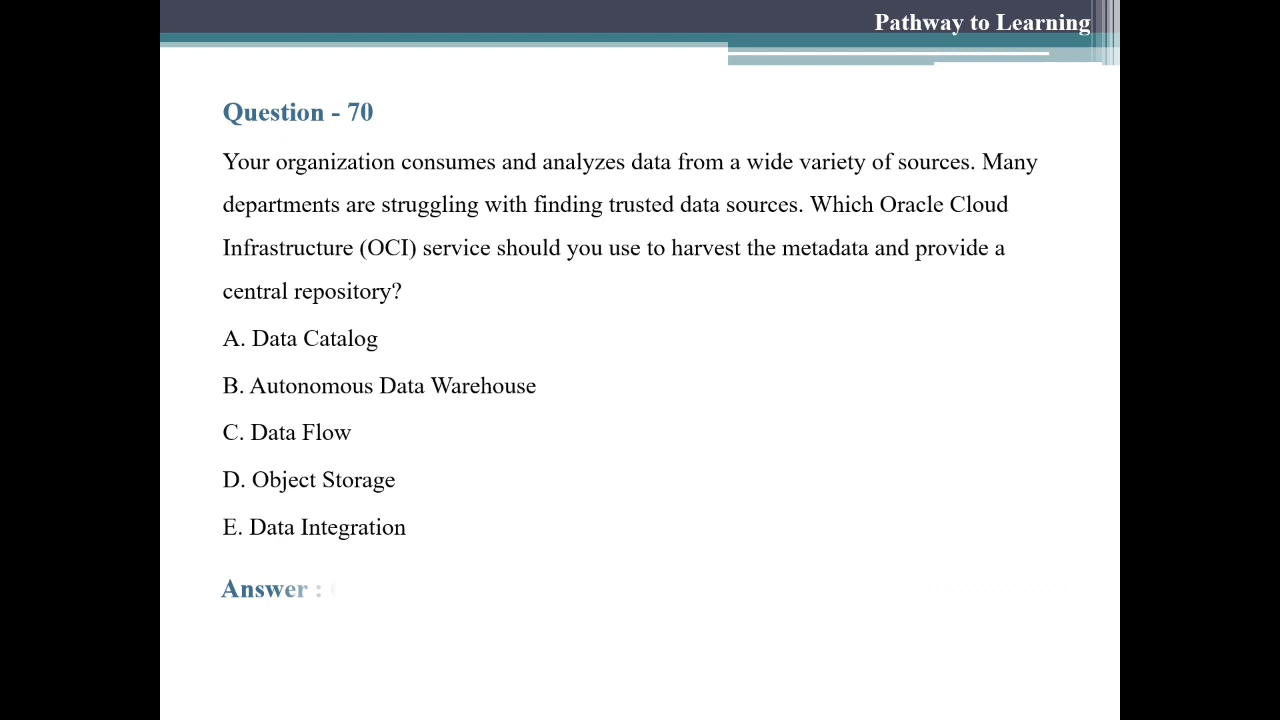 Pathway to Learning
Question - 70
Your organization consumes and analyzes data from a wide variety of sources. Many
departments are struggling with finding trusted data sources. Which Oracle Cloud
Infrastructure (OCI) service should you use to harvest the metadata and provide a
central repository?
A. Data Catalog
B. Autonomous Data Warehouse
C. Data Flow
D. Object Storage
E. Data Integration
Answer :